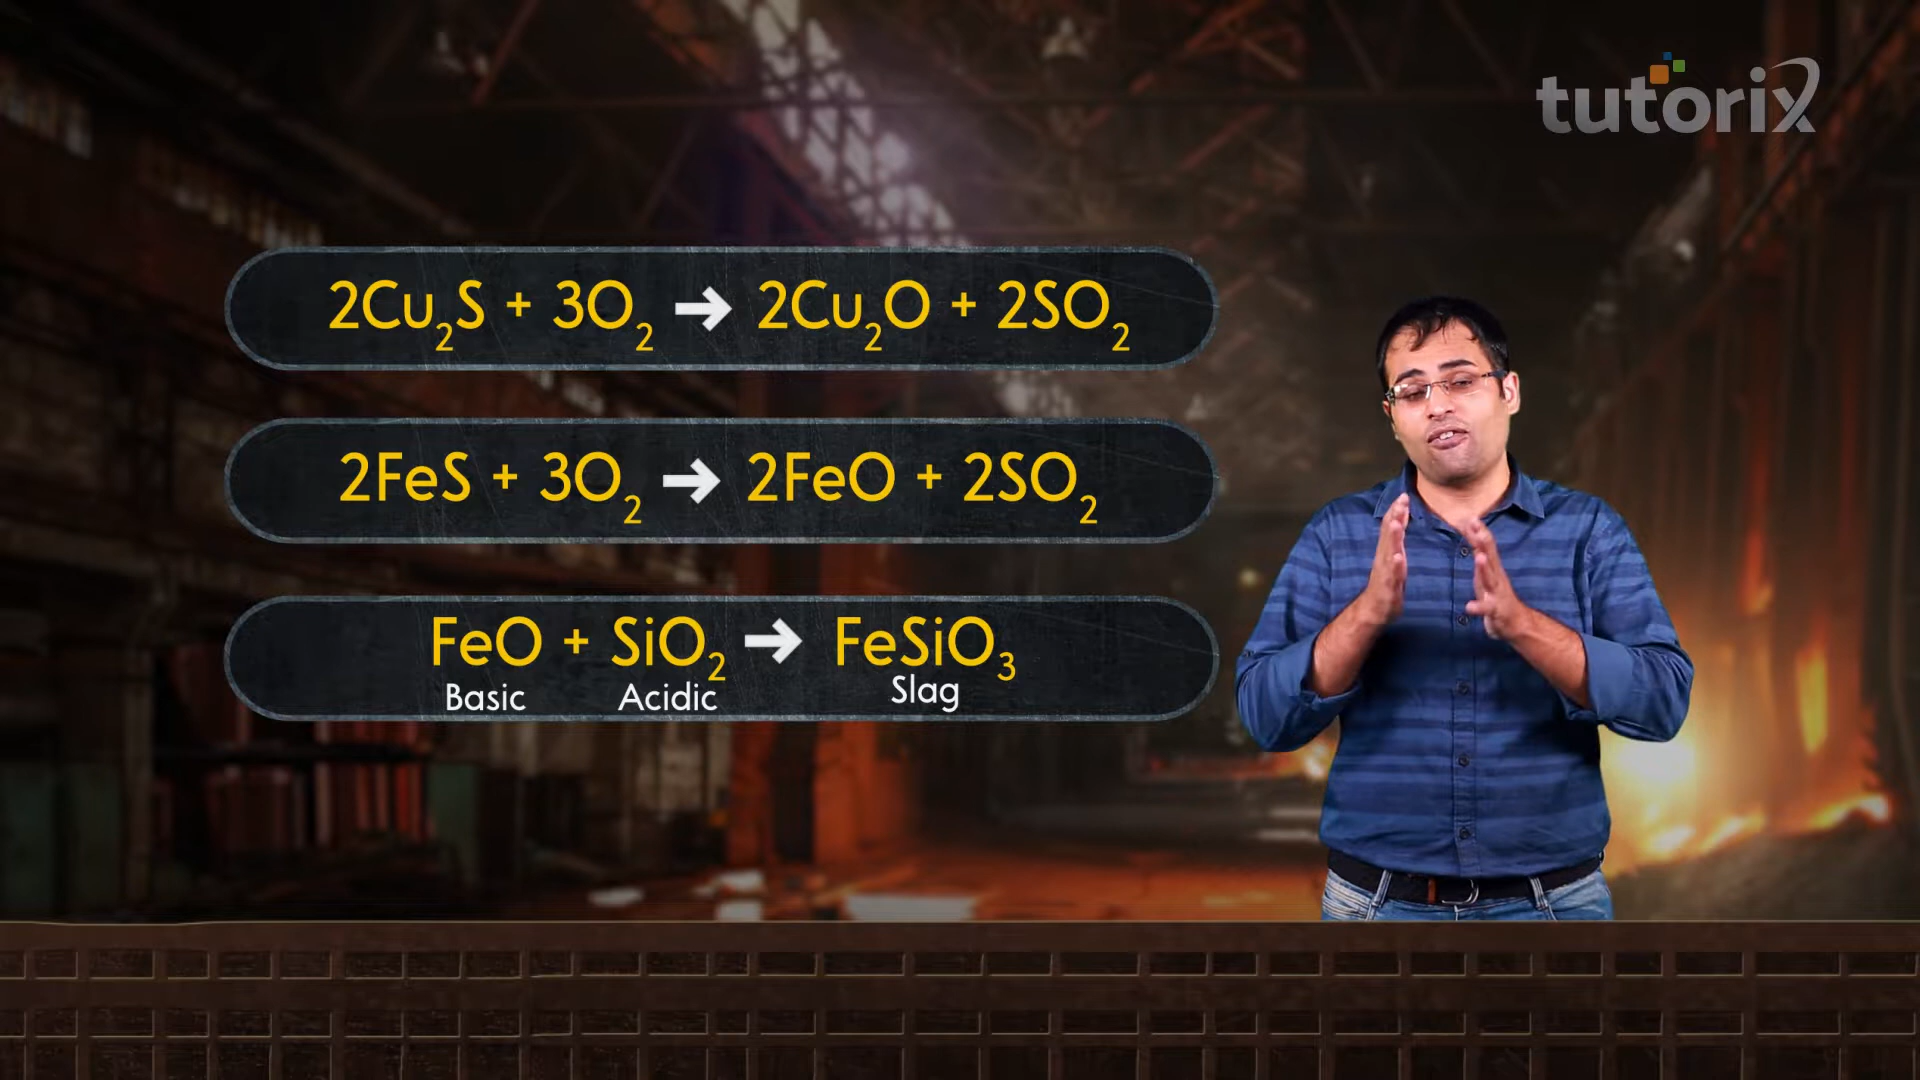 tutorix
2Cu₂S + 3O₂ → 2Cu₂O + 2SO₂
2FeS + 3O₂ → 2FeO + 2SO₂
FeO + SiO₂ → FeSiO₃
Basic Acidic Slag